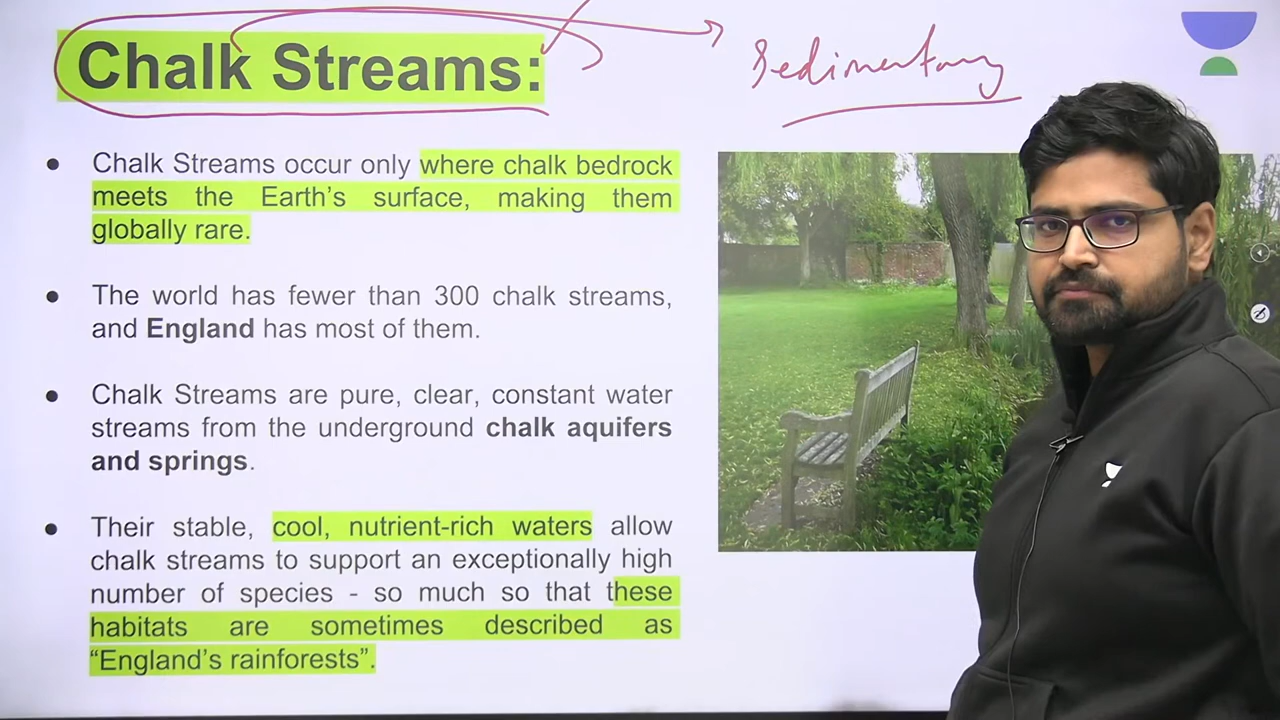 Chalk Streams:
Sedimentary
Chalk Streams occur only where chalk bedrock
meets the Earth's surface, making them
globally rare.
The world has fewer than 300 chalk streams,
and England has most of them.
Chalk Streams are pure, clear, constant water
streams from the underground chalk aquifers
and springs.
Their stable, cool, nutrient-rich waters allow
chalk streams to support an exceptionally high
number of species - so much so that these
habitats are sometimes described as
“England's rainforests”.